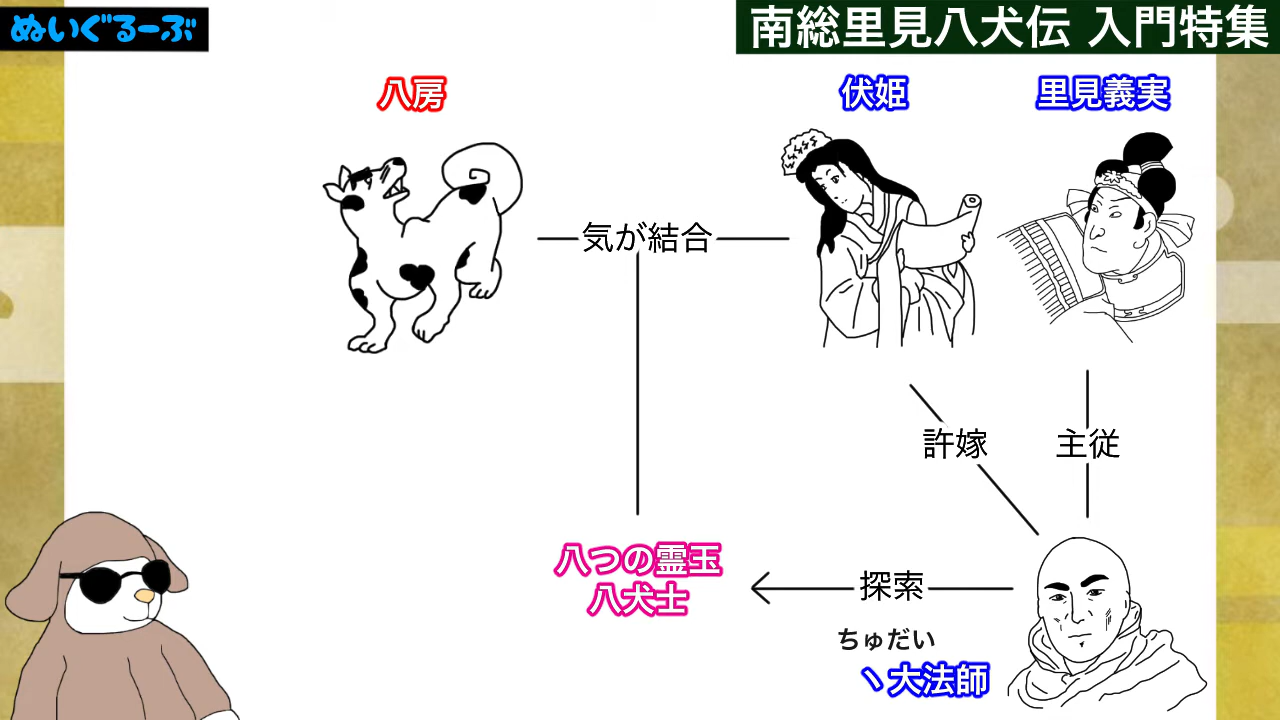 ぬいぐるーぷ
南総里見八犬伝 入門特集
八房
伏姫
里見義実
気が結合
許嫁
主従
八つの霊玉
八犬士
探索
ちゅだい
丶大法師